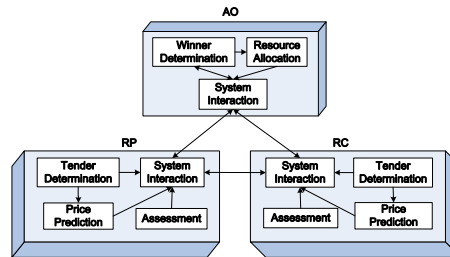 AO
Winner
Determination
Resource
Allocation
System
Interaction
RP
Tender
Determination
System
Interaction
Price
Prediction
Assessment
RC
System
Interaction
Tender
Determination
Assessment
Price
Prediction